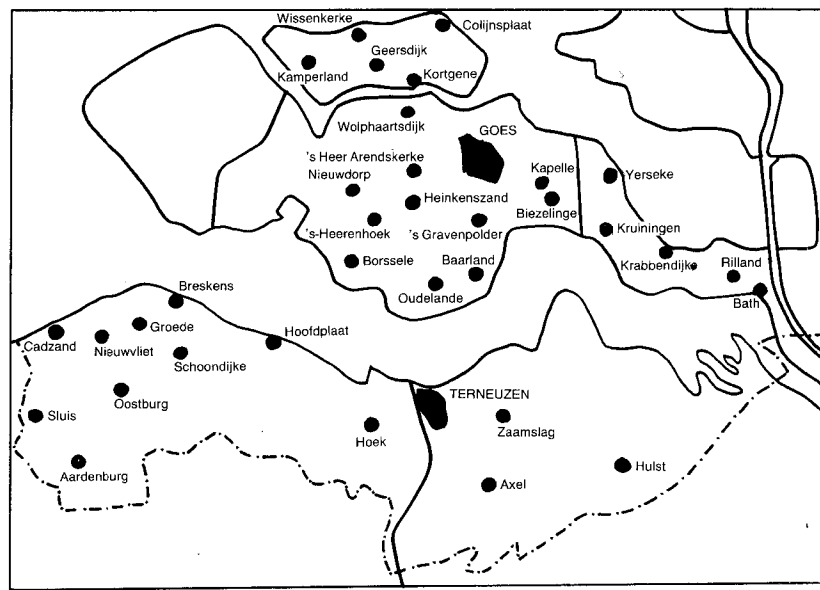 Wissenkerke
Colijnsplaat
Geersdijk
Kamperland
Kortgene
Wolphaartsdijk
GOES
's Heer Arendskerke
Nieuwdorp
Kapelle
Yerseke
Heinkenszand
Biezelinge
's-Heerenhoek
's Gravenpolder
Kruiningen
Borssele
Baarland
Krabbendijke
Rilland
Oudelande
Bath
Breskens
Groede
Hoofdplaat
Cadzand
Nieuwvliet
Schoondijke
Oostburg
TERNEUZEN
Sluis
Zaamslag
Hoek
Aardenburg
Hulst
Axel